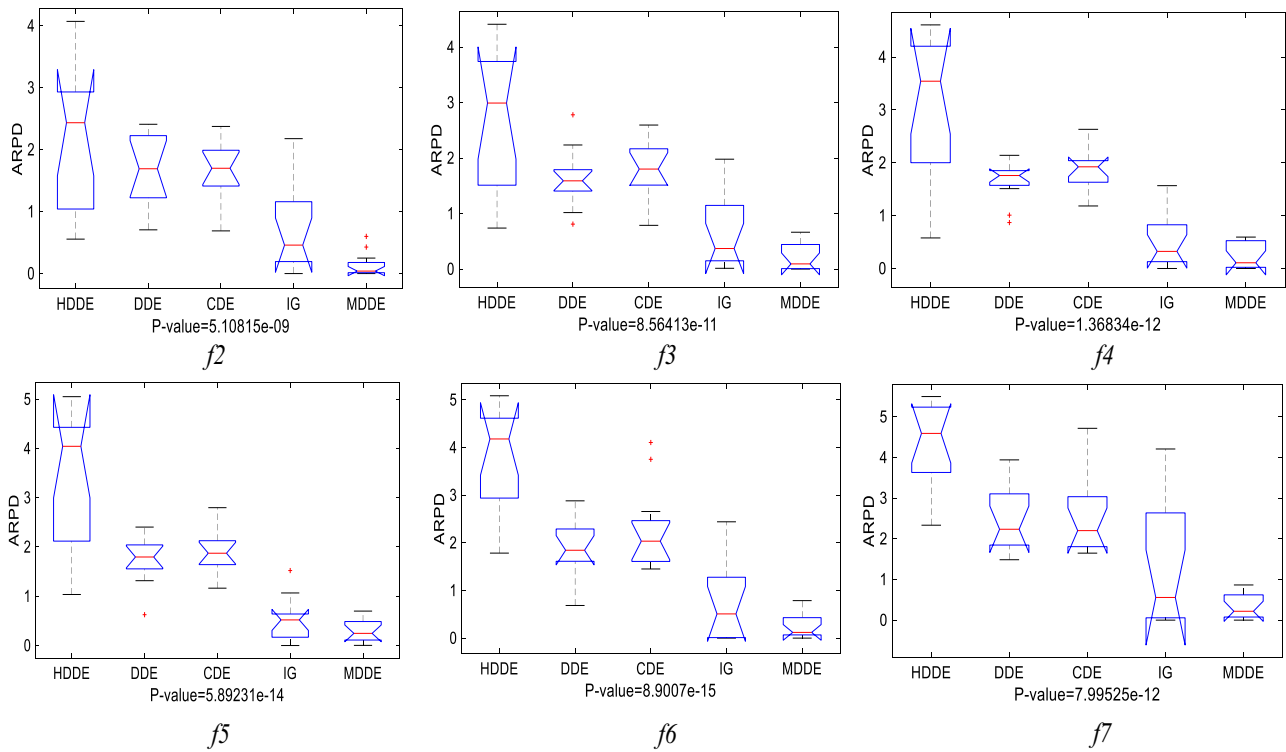 4
3
2
1
0
ARPD
HDDE DDE CDE IG MDDE
P-value=5.10815e-09
f2
4
3
2
1
0
ARPD
HDDE DDE CDE IG MDDE
P-value=8.56413e-11
f3
4
3
2
1
0
ARPD
HDDE DDE CDE IG MDDE
P-value=1.36834e-12
f4
5
4
3
2
1
0
ARPD
HDDE DDE CDE IG MDDE
P-value=5.89231e-14
f5
5
4
3
2
1
0
ARPD
HDDE DDE CDE IG MDDE
P-value=8.9007e-15
f6
5
4
3
2
1
0
ARPD
HDDE DDE CDE IG MDDE
P-value=7.99525e-12
f7